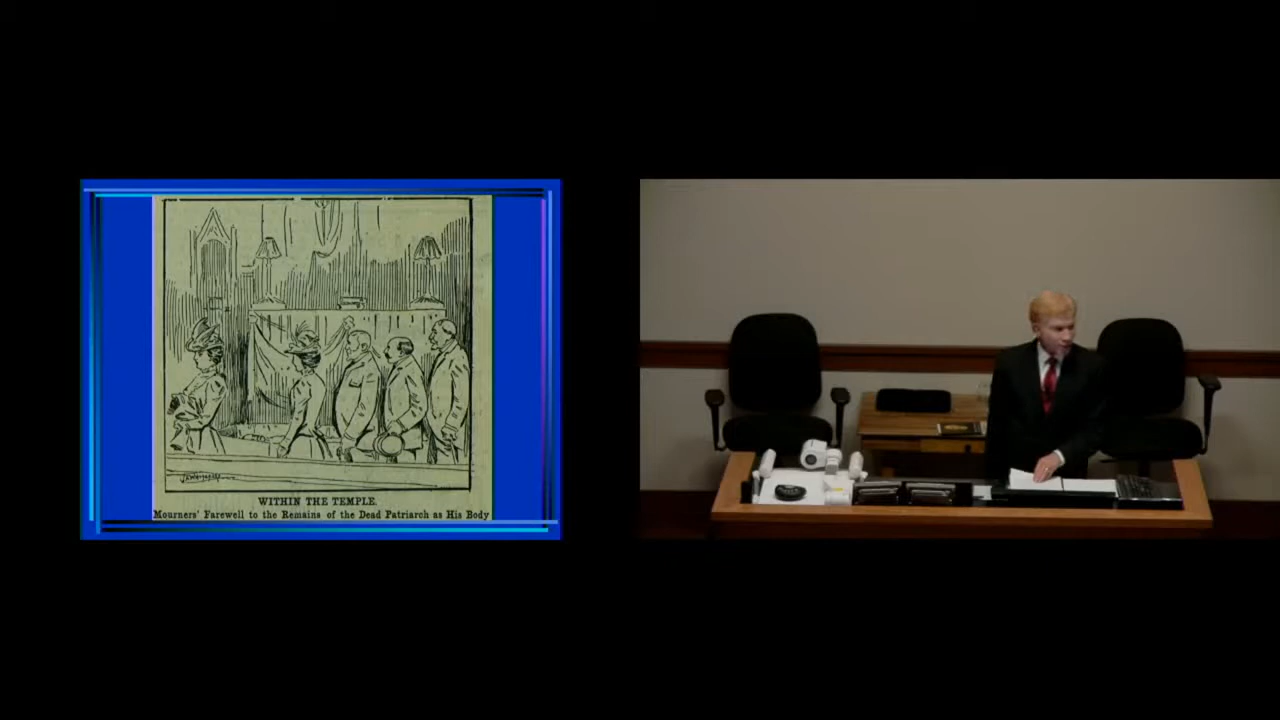 WITHIN THE TEMPLE.
Mourners' Farewell to the Remains of the Dead Patriarch as His Body